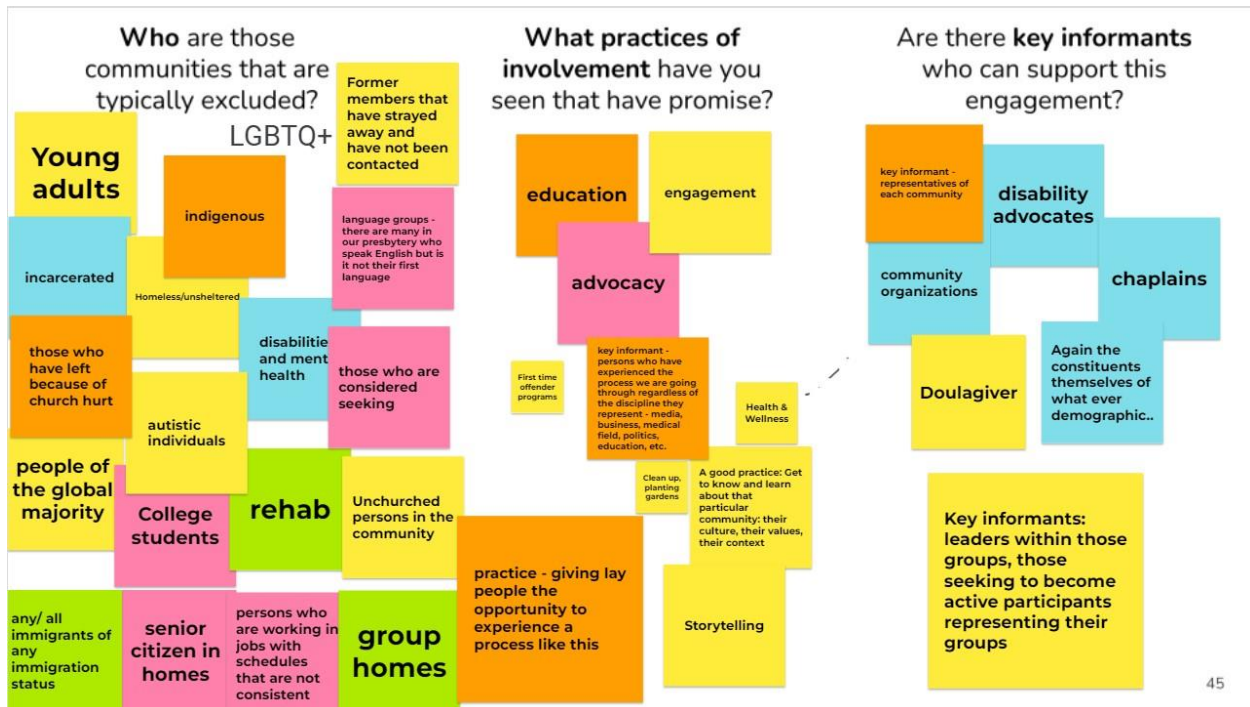 Who are those
communities that are
typically excluded?
LGBTQ+
Former
members that
have strayed
away and
have not been
contacted
Young
adults
indigenous
language groups -
there are many in
our presbytery who
speak English but is
it not their first
language
incarcerated
Homeless/unsheltered
disabilitie
and ment
health
those who
have left
because of
church hurt
those who are
considered
seeking
autistic
individuals
people of
the global
majority
College
students
rehab
Unchurched
persons in the
community
any/ all
immigrants of
any
immigration
status
senior
citizen in
homes
persons who
are working in
jobs with
schedules
that are not
consistent
group
homes
What practices of
involvement have you
seen that have promise?
education
engagement
advocacy
key informant -
persons who have
experienced the
process we are going
through regardless of
the discipline they
represent - media,
business, medical
field, politics,
education, etc.
First time
offender
programs
Health &
Wellness
Clean up,
planting
gardens
A good practice: Get
to know and learn
about that
particular
community: their
culture, their values,
their context
practice - giving lay
people the
opportunity to
experience a
process like this
Storytelling
Are there key informants
who can support this
engagement?
key informant -
representatives of
each community
disability
advocates
community
organizations
chaplains
Doulagiver
Again the
constituents
themselves of
what ever
demographic..
Key informants:
leaders within those
groups, those
seeking to become
active participants
representing their
groups
45